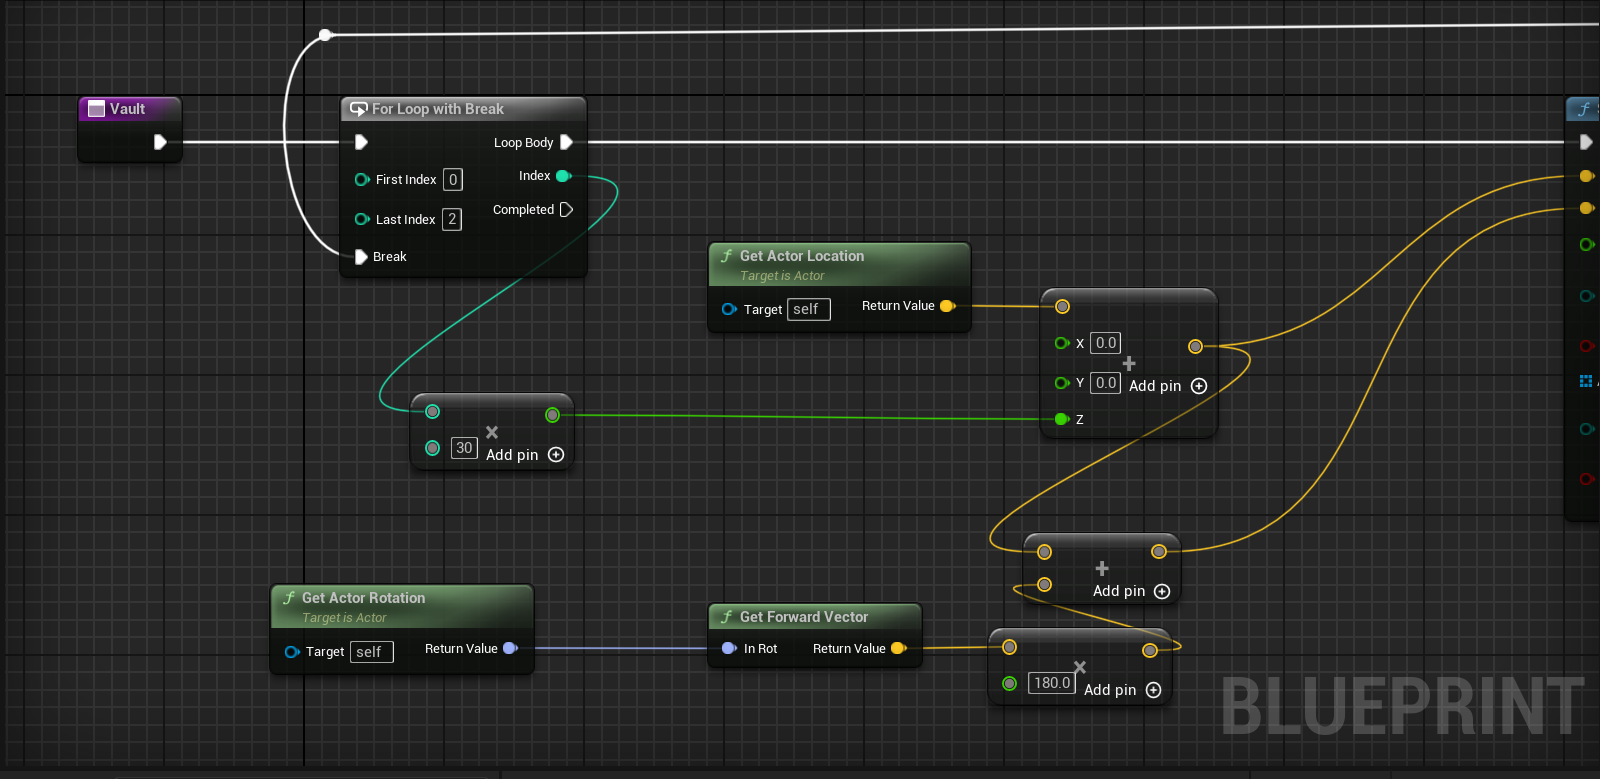 Vault
For Loop with Break
Loop Body
First Index 0
Index
Last Index 2
Completed
Break
Get Actor Location
Target is Actor
Target self
Return Value
X 0.0
Y 0.0
Add pin
Z
30
Add pin
Add pin
Get Actor Rotation
Target is Actor
Target self
Return Value
Get Forward Vector
In Rot
Return Value
180.0
Add pin
BLUEPRINT